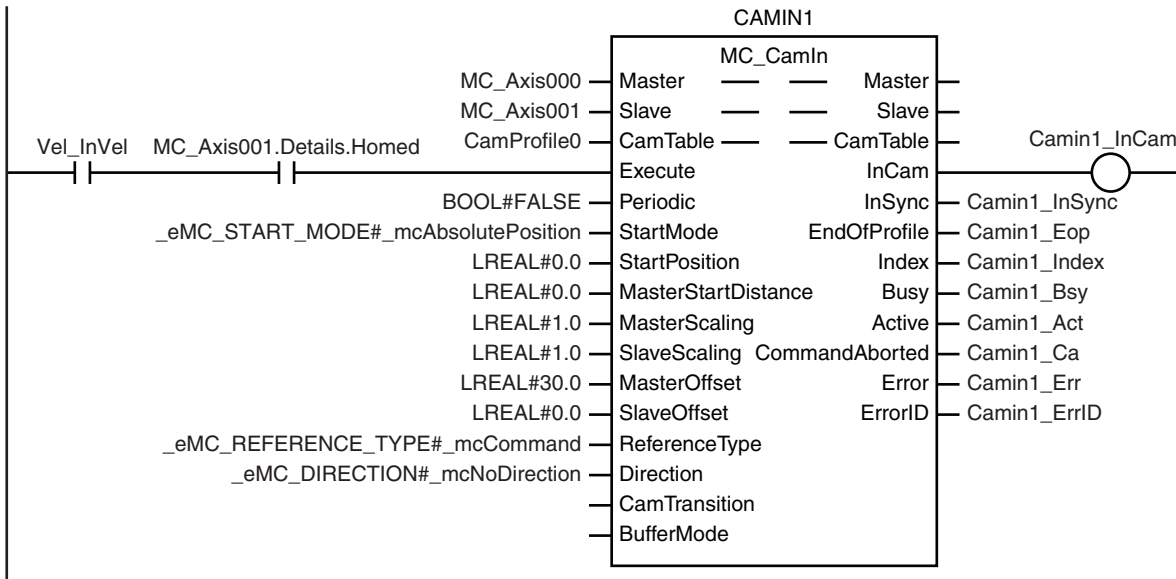 CAMIN1
MC_CamIn
MC_Axis000 Master Master
MC_Axis001 Slave Slave
Vel_InVel MC_Axis001.Details.Homed CamProfile0 CamTable CamTable Camin1_InCam
Execute InCam
BOOL#FALSE Periodic InSync Camin1_InSync
_eMC_START_MODE#_mcAbsolutePosition StartMode EndOfProfile Camin1_Eop
LREAL#0.0 StartPosition Index Camin1_Index
LREAL#0.0 MasterStartDistance Busy Camin1_Bsy
LREAL#1.0 MasterScaling Active Camin1_Act
LREAL#1.0 SlaveScaling CommandAborted Camin1_Ca
LREAL#30.0 MasterOffset Error Camin1_Err
LREAL#0.0 SlaveOffset ErrorID Camin1_ErrID
_eMC_REFERENCE_TYPE#_mcCommand ReferenceType
_eMC_DIRECTION#_mcNoDirection Direction
CamTransition
BufferMode